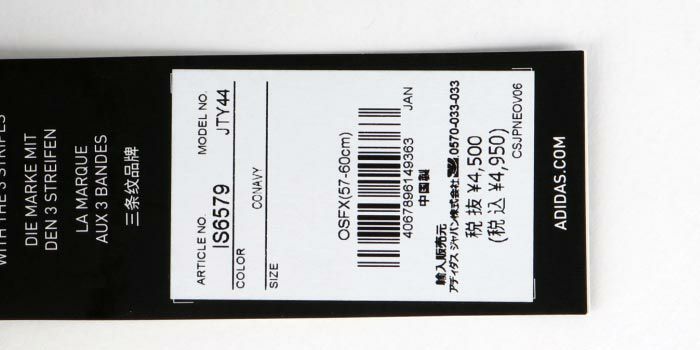 WITH THE 3 STRIPES
DIE MARKE MIT
DEN 3 STREIFEN
LA MARQUE
AUX 3 BANDES
三条纹品牌
ARTICLE NO. MODEL NO.
IS6579 JTY44
COLOR
CONAVY
SIZE
OSFX(57-60cm)
4067896149363 JAN
中国製
輸入販売元
アディダス ジャパン株式会社 0570-033-033
税 抜 ¥4,500
(税 込 ¥4,950)
CSJPNEOV06
ADIDAS.COM